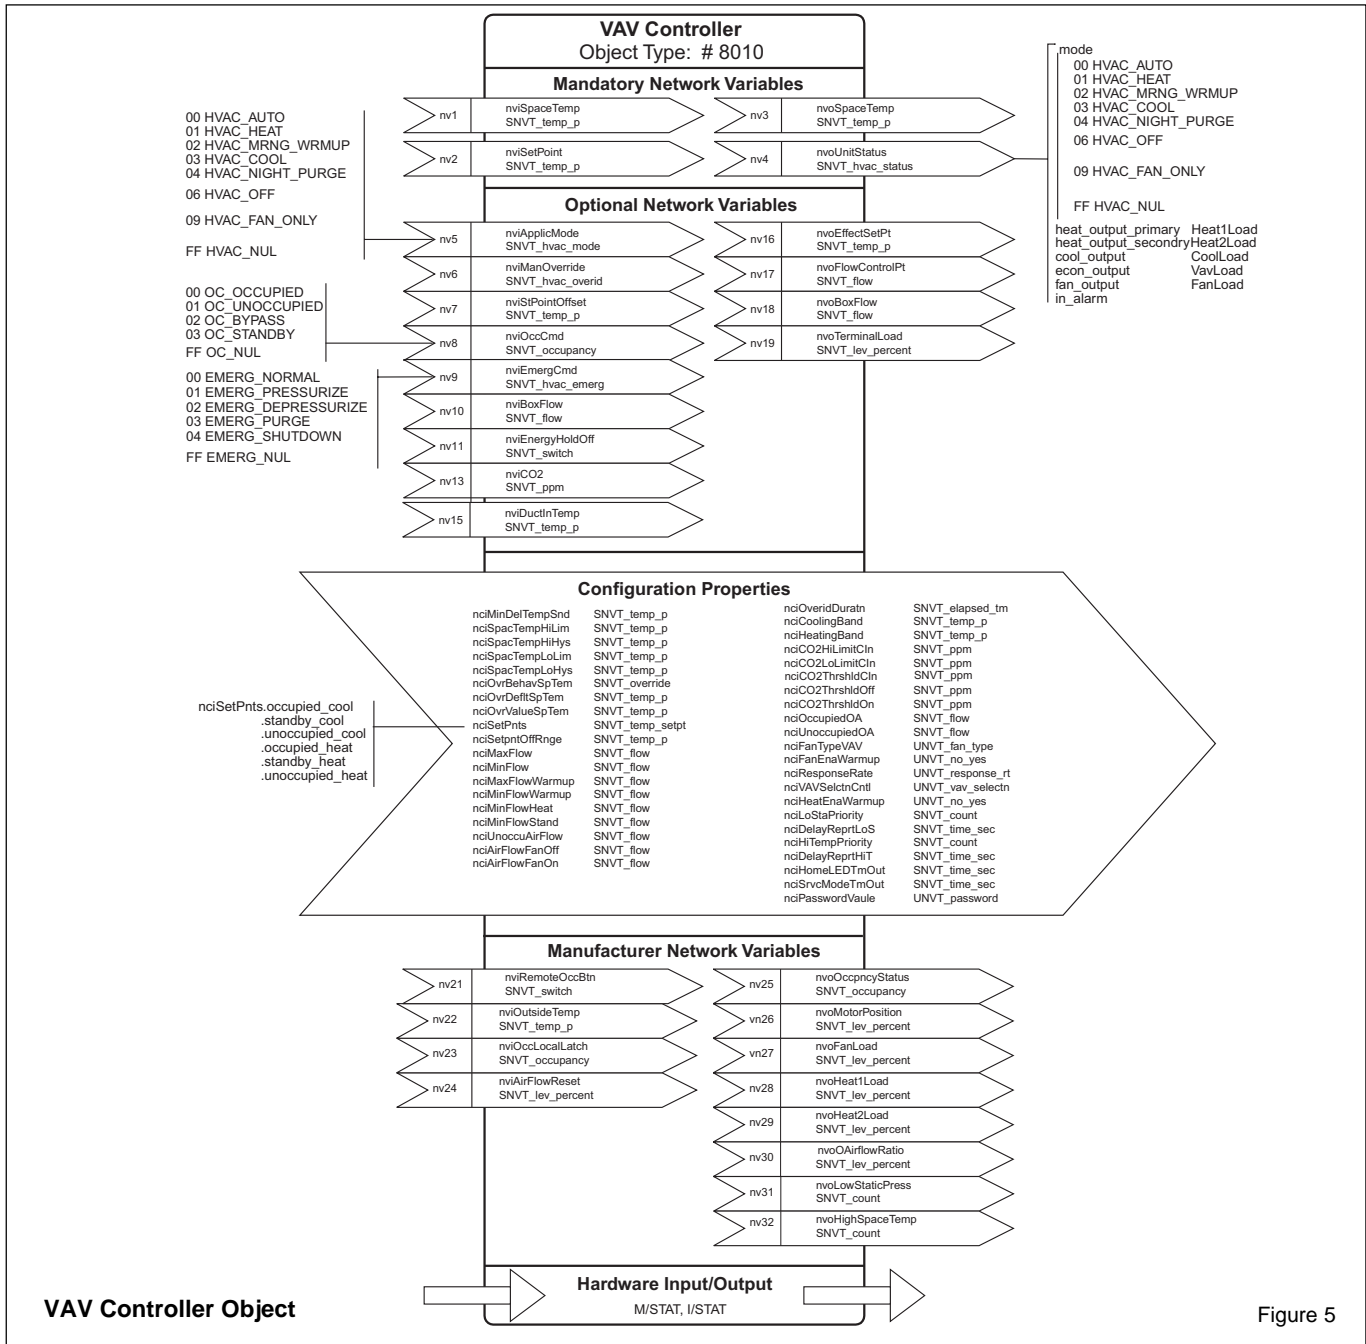 VAV Controller
Object Type: # 8010
Mandatory Network Variables
nv1
nviSpaceTemp
SNVT_temp_p
nv3
nvoSpaceTemp
SNVT_temp_p
nv2
nviSetPoint
SNVT_temp_p
nv4
nvoUnitStatus
SNVT_hvac_status
mode
00 HVAC_AUTO
01 HVAC_HEAT
02 HVAC_MRNG_WRMUP
03 HVAC_COOL
04 HVAC_NIGHT_PURGE
06 HVAC_OFF
09 HVAC_FAN_ONLY
FF HVAC_NUL
heat_output_primary Heat1Load
heat_output_secondryHeat2Load
cool_output CoolLoad
econ_output VavLoad
fan_output FanLoad
in_alarm
00 HVAC_AUTO
01 HVAC_HEAT
02 HVAC_MRNG_WRMUP
03 HVAC_COOL
04 HVAC_NIGHT_PURGE
06 HVAC_OFF
09 HVAC_FAN_ONLY
FF HVAC_NUL
00 OC_OCCUPIED
01 OC_UNOCCUPIED
02 OC_BYPASS
03 OC_STANDBY
FF OC_NUL
00 EMERG_NORMAL
01 EMERG_PRESSURIZE
02 EMERG_DEPRESSURIZE
03 EMERG_PURGE
04 EMERG_SHUTDOWN
FF EMERG_NUL
Optional Network Variables
nv5
nviApplicMode
SNVT_hvac_mode
nv6
nviManOverride
SNVT_hvac_overid
nv7
nviStPointOffset
SNVT_temp_p
nv8
nviOccCmd
SNVT_occupancy
nv9
nviEmergCmd
SNVT_hvac_emerg
nv10
nviBoxFlow
SNVT_flow
nv11
nviEnergyHoldOff
SNVT_switch
nv13
nviCO2
SNVT_ppm
nv15
nviDuctInTemp
SNVT_temp_p
nv16
nvoEffectSetPt
SNVT_temp_p
nv17
nvoFlowControlPt
SNVT_flow
nv18
nvoBoxFlow
SNVT_flow
nv19
nvoTerminalLoad
SNVT_lev_percent
Configuration Properties
nciMinDelTempSnd SNVT_temp_p
nciSpacTempHiLim SNVT_temp_p
nciSpacTempHiHys SNVT_temp_p
nciSpacTempLoLim SNVT_temp_p
nciSpacTempLoHys SNVT_temp_p
nciOvrBehavSpTem SNVT_override
nciOvrDefltSpTem SNVT_temp_p
nciOvrValueSpTem SNVT_temp_p
nciSetPnts SNVT_temp_setpt
nciSetpntOffRnge SNVT_temp_p
nciMaxFlow SNVT_flow
nciMinFlow SNVT_flow
nciMaxFlowWarmup SNVT_flow
nciMinFlowWarmup SNVT_flow
nciMinFlowHeat SNVT_flow
nciMinFlowStand SNVT_flow
nciUnoccuAirFlow SNVT_flow
nciAirFlowFanOff SNVT_flow
nciAirFlowFanOn SNVT_flow
nciOveridDuratn SNVT_elapsed_tm
nciCoolingBand SNVT_temp_p
nciHeatingBand SNVT_temp_p
nciCO2HiLimitCIn SNVT_ppm
nciCO2LoLimitCIn SNVT_ppm
nciCO2ThrshldCIn SNVT_ppm
nciCO2ThrshldOff SNVT_ppm
nciCO2ThrshldOn SNVT_ppm
nciOccupiedOA SNVT_flow
nciUnoccupiedOA SNVT_flow
nciFanTypeVAV UNVT_fan_type
nciFanEnaWarmup UNVT_no_yes
nciResponseRate UNVT_response_rt
nciVAVSelctnCntl UNVT_vav_selectn
nciHeatEnaWarmup UNVT_no_yes
nciLoStaPriority SNVT_count
nciDelayReprtLoS SNVT_time_sec
nciHiTempPriority SNVT_count
nciDelayReprtHiT SNVT_time_sec
nciHomeLEDTmOut SNVT_time_sec
nciSrvcModeTmOut SNVT_time_sec
nciPasswordVaule UNVT_password
nciSetPnts.occupied_cool
.standby_cool
.unoccupied_cool
.occupied_heat
.standby_heat
.unoccupied_heat
Manufacturer Network Variables
nv21
nviRemoteOccBtn
SNVT_switch
nv22
nviOutsideTemp
SNVT_temp_p
nv23
nviOccLocalLatch
SNVT_occupancy
nv24
nviAirFlowReset
SNVT_lev_percent
nv25
nvoOccpncyStatus
SNVT_occupancy
vn26
nvoMotorPosition
SNVT_lev_percent
vn27
nvoFanLoad
SNVT_lev_percent
nv28
nvoHeat1Load
SNVT_lev_percent
nv29
nvoHeat2Load
SNVT_lev_percent
nv30
nvoOAirflowRatio
SNVT_lev_percent
nv31
nvoLowStaticPress
SNVT_count
nv32
nvoHighSpaceTemp
SNVT_count
Hardware Input/Output
M/STAT, I/STAT
VAV Controller Object
Figure 5